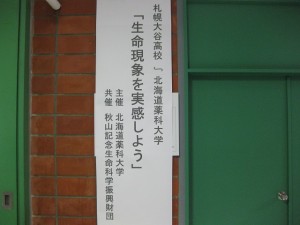 札幌大谷高校 」 北海道薬科大学
「生命現象を実感しよう」
主催 北海道薬科大学
共催 秋山記念生命科学振興財団